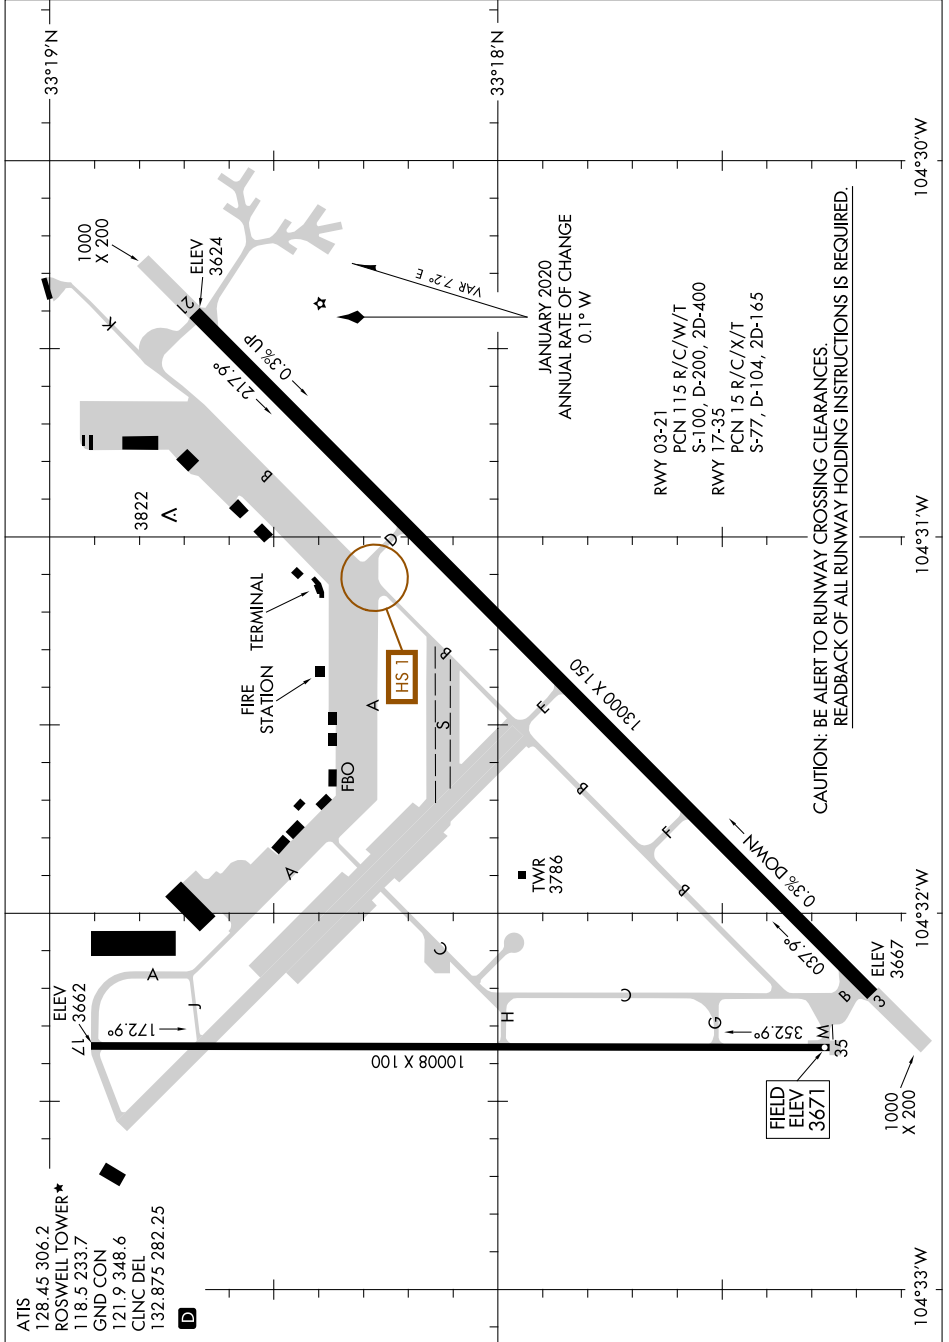 ATIS
128.45 306.2
ROSWELL TOWER★
118.5 233.7
GND CON
121.9 348.6
CLNC DEL
132.875 282.25
D
33°19'N
33°18'N
104°30'W
104°31'W
104°32'W
104°33'W
1000
X 200
ELEV
3624
21
K
0.3% UP
217.9°
VAR 7.2° E
JANUARY 2020
ANNUAL RATE OF CHANGE
0.1° W
3822
B
D
TERMINAL
FIRE
STATION
HS 1
A
B
S
FBO
A
F
13000 X 150
RWY 03-21
PCN 115 R/C/W/T
S-100, D-200, 2D-400
RWY 17-35
PCN 15 R/C/X/T
S-77, D-104, 2D-165
CAUTION: BE ALERT TO RUNWAY CROSSING CLEARANCES.
READBACK OF ALL RUNWAY HOLDING INSTRUCTIONS IS REQUIRED.
B
F
TWR
3786
B
0.3% DOWN
037.9°
ELEV
3667
3
B
C
C
A
J
ELEV
3662
17
172.9°
10008 X 100
H
G
352.9°
W
35
FIELD
ELEV
3671
1000
X 200